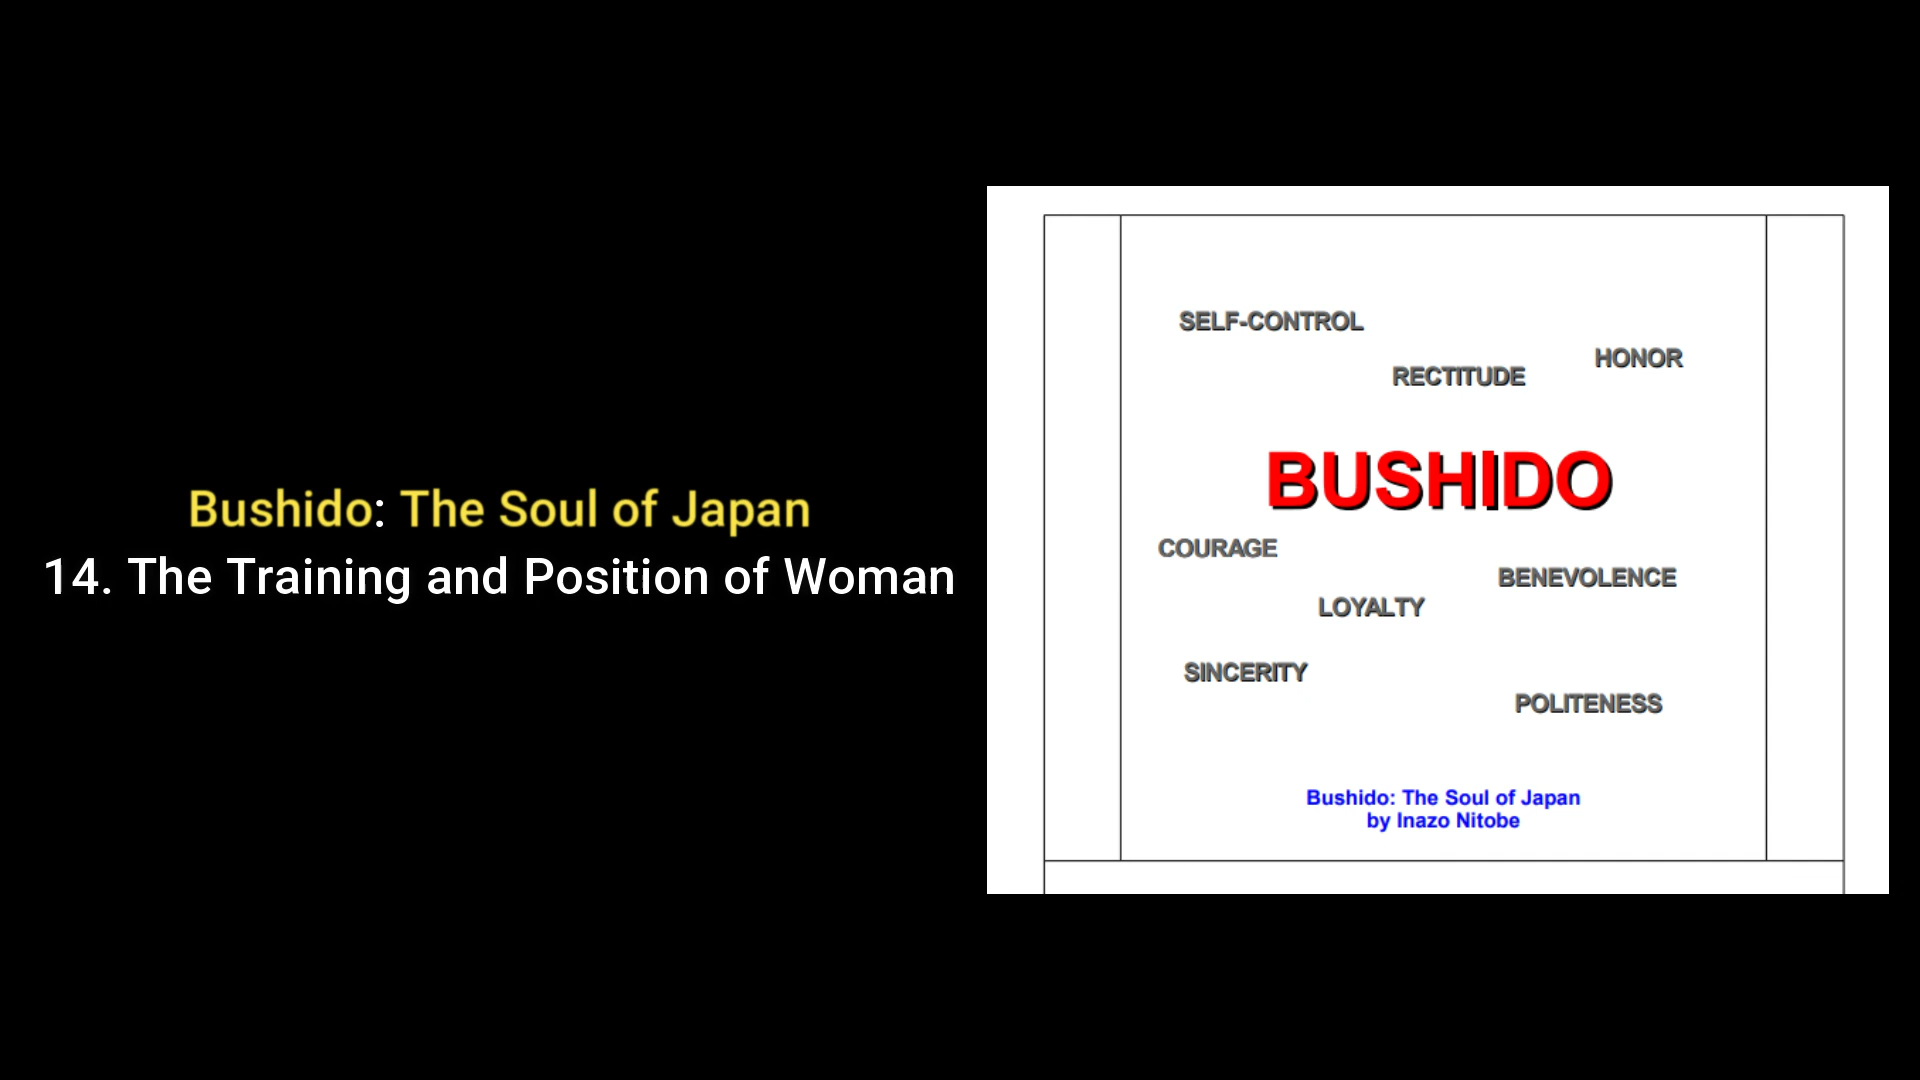 Bushido: The Soul of Japan
14. The Training and Position of Woman
SELF-CONTROL
HONOR
RECTITUDE
BUSHIDO
COURAGE
BENEVOLENCE
LOYALTY
SINCERITY
POLITENESS
Bushido: The Soul of Japan
by Inazo Nitobe